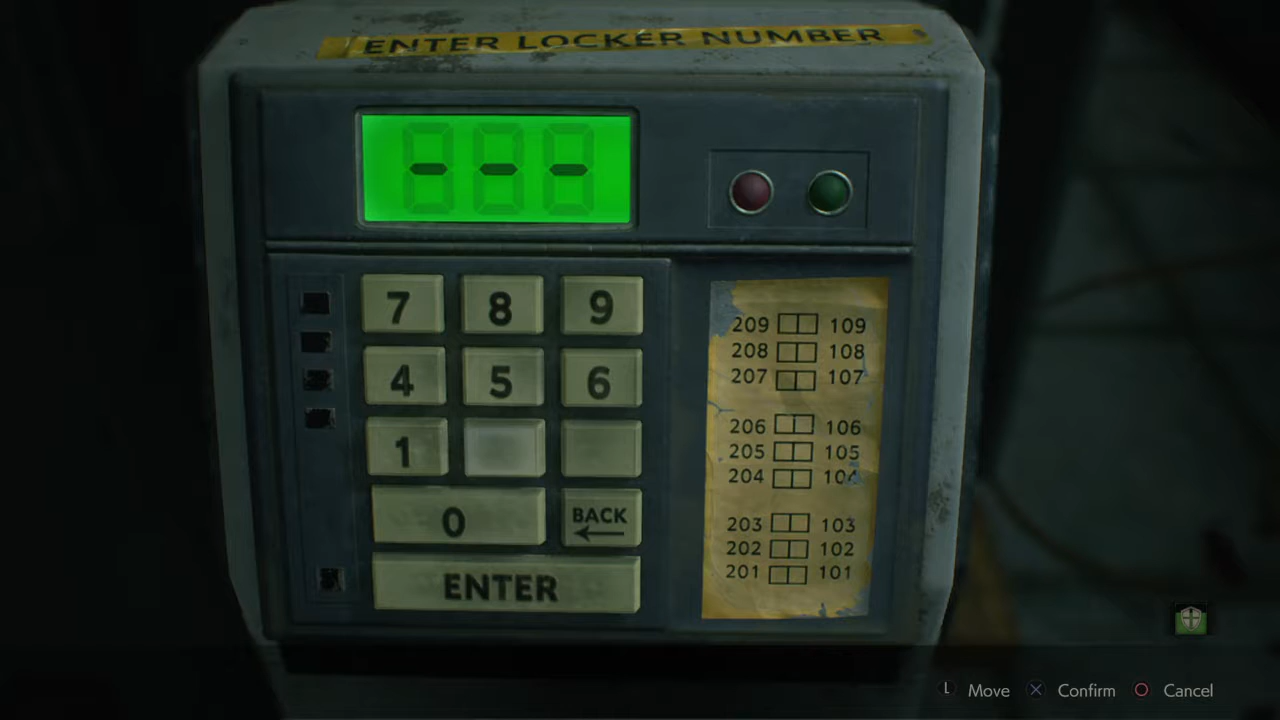 ENTER LOCKER NUMBER
- - -
7 8 9
4 5 6
1
0 BACK
ENTER
209 109
208 108
207 107
206 106
205 105
204 104
203 103
202 102
201 101
L Move X Confirm O Cancel